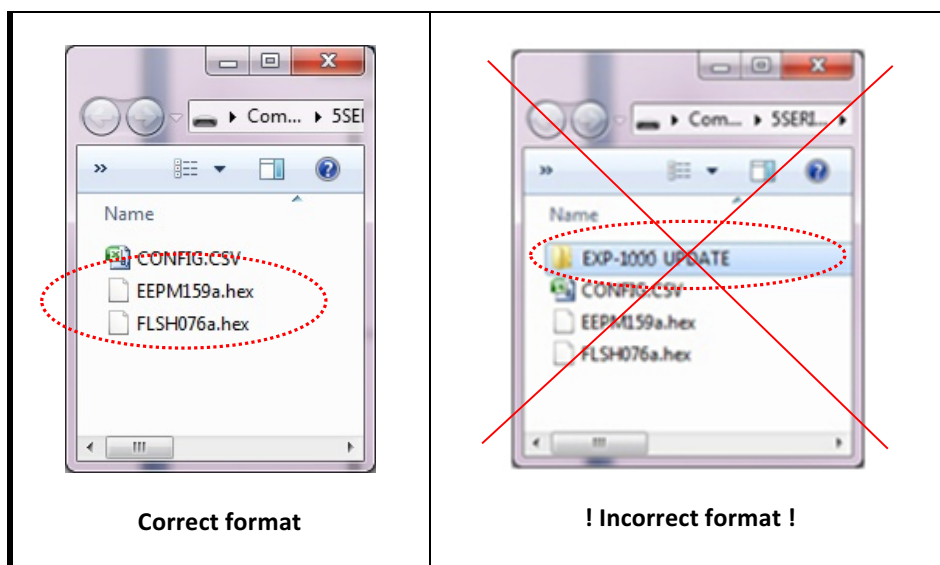 Com... 5SEI
»
Name
CONFIG.CSV
EEPM159a.hex
FLSH076a.hex
Correct format
Com... 5SERI...
»
Name
EXP-1000 UPDATE
CONFIG.CSV
EEPM159a.hex
FLSH076a.hex
! Incorrect format !